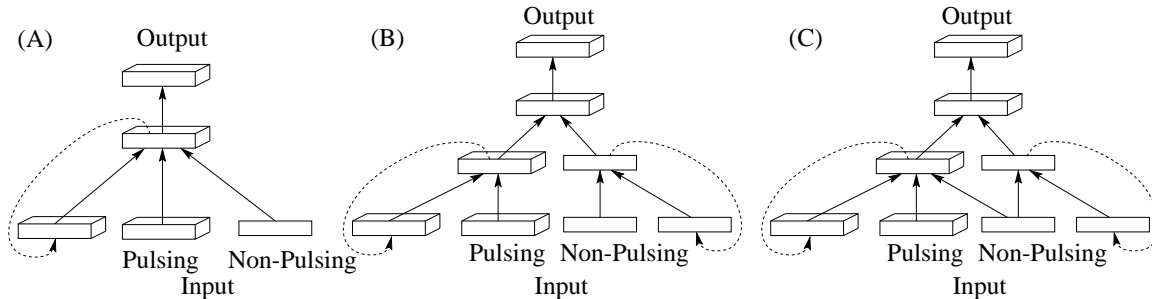 (A)
Output
Pulsing
Non-Pulsing
Input
(B)
Output
Pulsing
Non-Pulsing
Input
(C)
Output
Pulsing
Non-Pulsing
Input